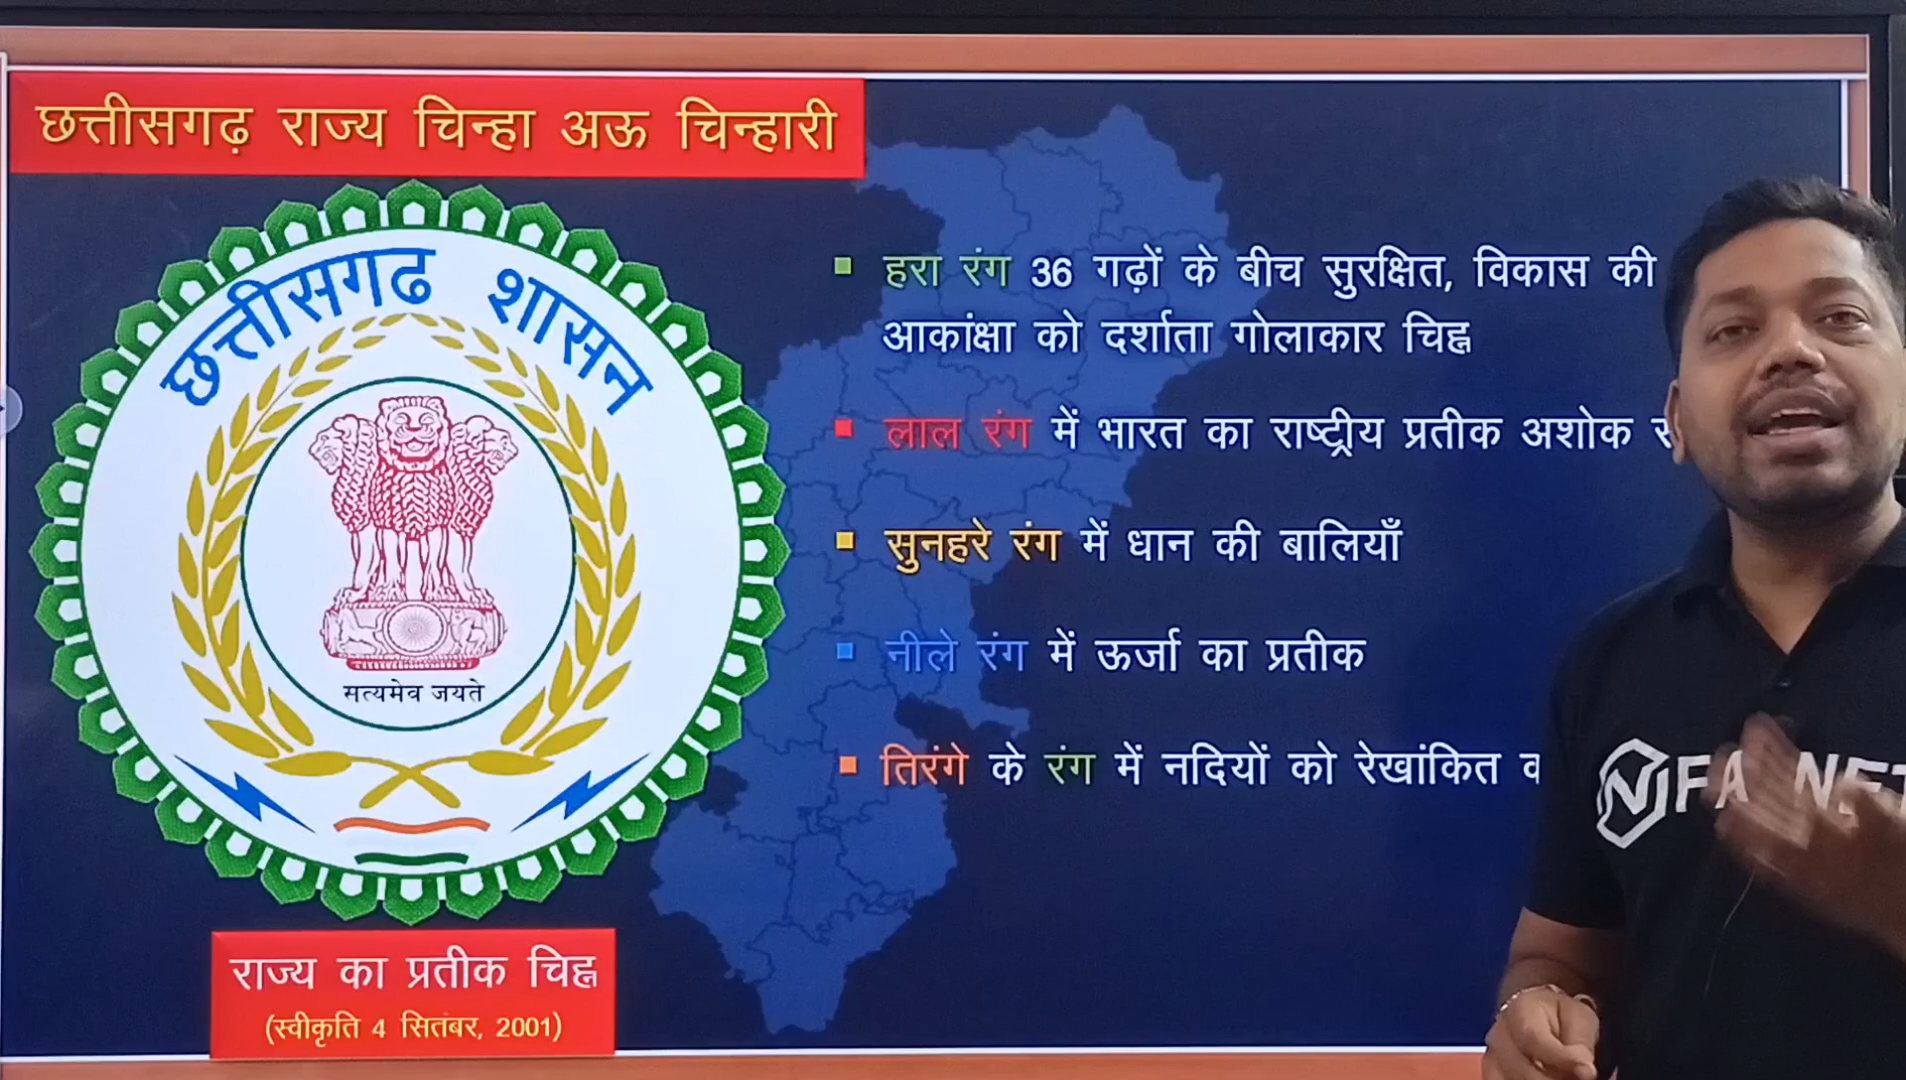 छत्तीसगढ़ राज्य चिन्हा अऊ चिन्हारी
छत्तीसगढ शासन
सत्यमेव जयते
हरा रंग 36 गढ़ों के बीच सुरक्षित, विकास की
आकांक्षा को दर्शाता गोलाकार चिह्न
लाल रंग में भारत का राष्ट्रीय प्रतीक अशोक
सुनहरे रंग में धान की बालियाँ
नीले रंग में ऊर्जा का प्रतीक
तिरंगे के रंग में नदियों को रेखांकित
राज्य का प्रतीक चिह्न
(स्वीकृति 4 सितंबर, 2001)